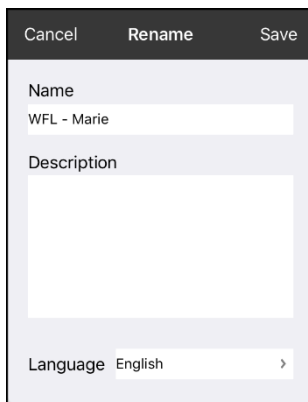 Cancel Rename Save
Name
WFL - Marie
Description
Language English >